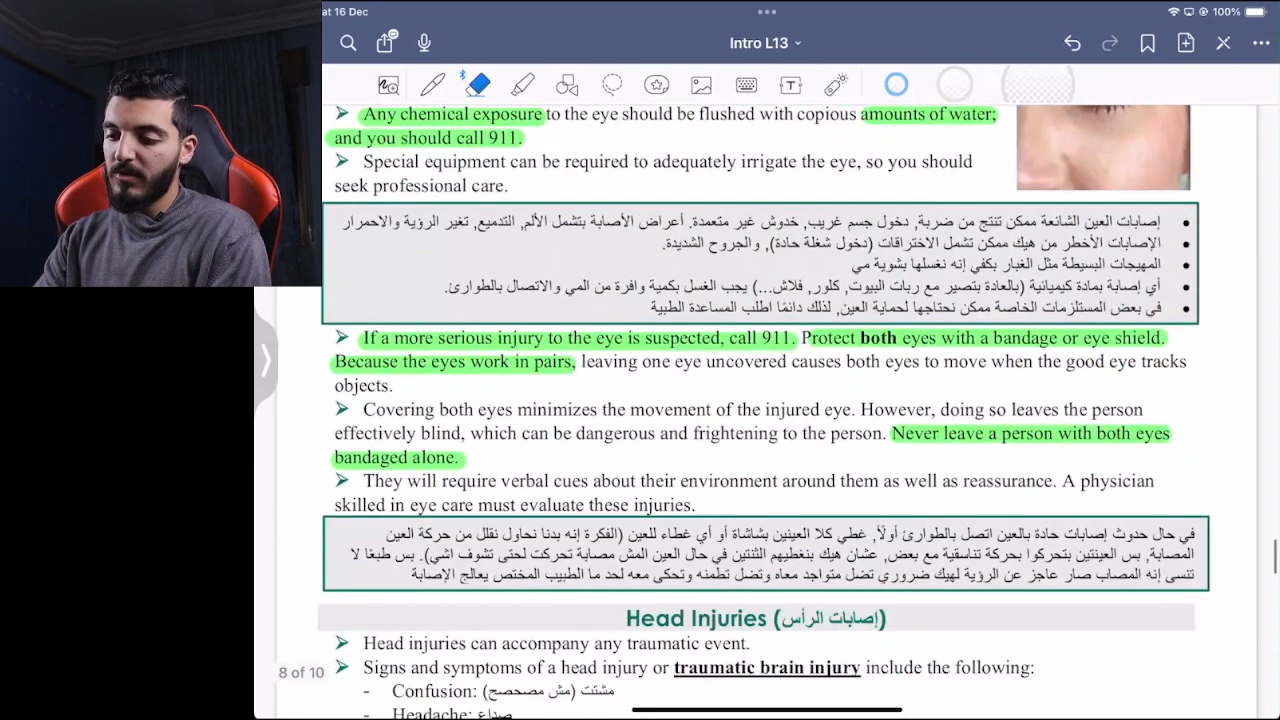 at 16 Dec
100%
Intro L13
Any chemical exposure to the eye should be flushed with copious amounts of water;
and you should call 911.
Special equipment can be required to adequately irrigate the eye, so you should
seek professional care.
إصابات العين الشائعة ممكن تنتج من ضربة, دخول جسم غريب, خدوش غير متعمدة. أعراض الأصابة بتشمل الألم, التدميع, تغير الرؤية والاحمرار
الإصابات الأخطر من هيك ممكن تشمل الاختراقات (دخول شغلة حادة), والجروح الشديدة.
المهيجات البسيطة مثل الغبار بكفي إنه نغسلها بشوية مي
أي إصابة بمادة كيميائية (بالعادة بتصير مع ربات البيوت, كلور, فلاش...) يجب الغسل بكمية وافرة من المي والاتصال بالطوارئ.
في بعض المستلزمات الخاصة ممكن نحتاجها لحماية العين, لذلك دائمًا اطلب المساعدة الطبية
If a more serious injury to the eye is suspected, call 911. Protect both eyes with a bandage or eye shield.
Because the eyes work in pairs, leaving one eye uncovered causes both eyes to move when the good eye tracks
objects.
Covering both eyes minimizes the movement of the injured eye. However, doing so leaves the person
effectively blind, which can be dangerous and frightening to the person. Never leave a person with both eyes
bandaged alone.
They will require verbal cues about their environment around them as well as reassurance. A physician
skilled in eye care must evaluate these injuries.
في حال حدوث إصابات حادة بالعين اتصل بالطوارئ أولًا, غطي كلا العينين بشاشاة أو أي غطاء للعين (الفكرة إنه بدنا نحاول نقلل من حركة العين
المصابة, بس العينتين بتحركوا بحركة تناسقية مع بعض, عشان هيك بنغطيهم الثنتين في حال العين المش مصابة تحركت لحتى تشوف اشي). بس طبعًا لا
تنسى إنه المصاب صار عاجز عن الرؤية لهيك ضروري تضل متواجد معاه وتضل تطمنه وتحكى معه لحد ما الطبيب المختص يعالج الإصابة
Head Injuries (إصابات الرأس)
Head injuries can accompany any traumatic event.
Signs and symptoms of a head injury or traumatic brain injury include the following:
8 of 10
- Confusion: مشتت (مش مصحصح)
- Headache: صداع